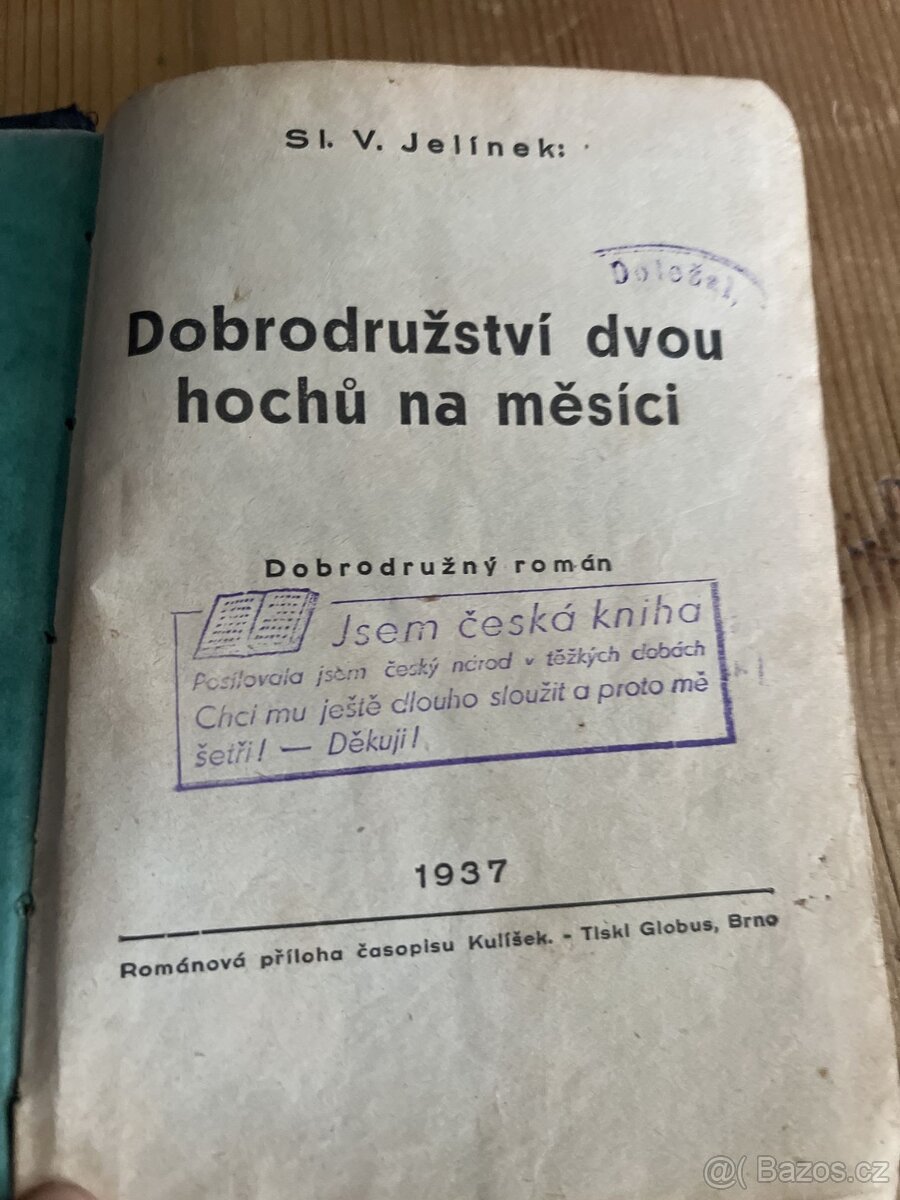 Sl. V. Jelínek:
Doležal,
Dobrodružství dvou
hochů na měsíci
Dobrodružný román
Jsem česká kniha
Posilovala jsem český národ v těžkých dobách
Chci mu ještě dlouho sloužit a proto mě
šetři! — Děkuji!
1937
Románová příloha časopisu Kulíšek. - Tiskl Globus, Brno
@( Bazos.cz